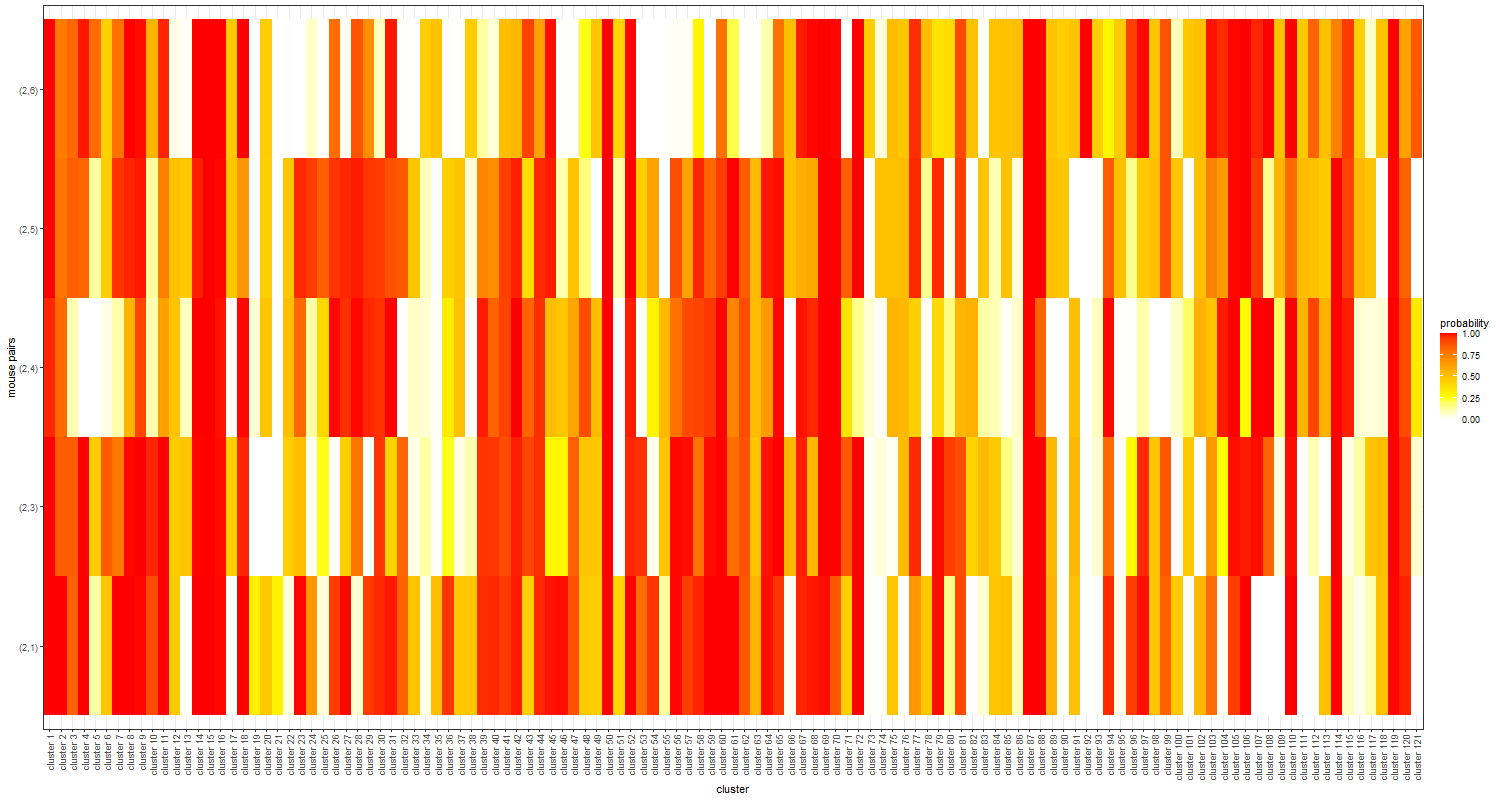 (2,6)
(2,5)
(2,4)
(2,3)
(2,1)
mouse pairs
cluster 1
cluster 2
cluster 3
cluster 4
cluster 5
cluster 6
cluster 7
cluster 8
cluster 9
cluster 10
cluster 11
cluster 12
cluster 13
cluster 14
cluster 15
cluster 16
cluster 17
cluster 18
cluster 19
cluster 20
cluster 21
cluster 22
cluster 23
cluster 24
cluster 25
cluster 26
cluster 27
cluster 28
cluster 29
cluster 30
cluster 31
cluster 32
cluster 33
cluster 34
cluster 35
cluster 36
cluster 37
cluster 38
cluster 39
cluster 40
cluster 41
cluster 42
cluster 43
cluster 44
cluster 45
cluster 46
cluster 47
cluster 48
cluster 49
cluster 50
cluster 51
cluster 52
cluster 53
cluster 54
cluster 55
cluster 56
cluster 57
cluster 58
cluster 59
cluster 60
cluster 61
cluster 62
cluster 63
cluster 64
cluster 65
cluster 66
cluster 67
cluster 68
cluster 69
cluster 70
cluster 71
cluster 72
cluster 73
cluster 74
cluster 75
cluster 76
cluster 77
cluster 78
cluster 79
cluster 80
cluster 81
cluster 82
cluster 83
cluster 84
cluster 85
cluster 86
cluster 87
cluster 88
cluster 89
cluster 90
cluster 91
cluster 92
cluster 93
cluster 94
cluster 95
cluster 96
cluster 97
cluster 98
cluster 99
cluster 100
cluster 101
cluster 102
cluster 103
cluster 104
cluster 105
cluster 106
cluster 107
cluster 108
cluster 109
cluster 110
cluster 111
cluster 112
cluster 113
cluster 114
cluster 115
cluster 116
cluster 117
cluster 118
cluster 119
cluster 120
cluster 121
cluster
probability
1.00
0.75
0.50
0.25
0.00